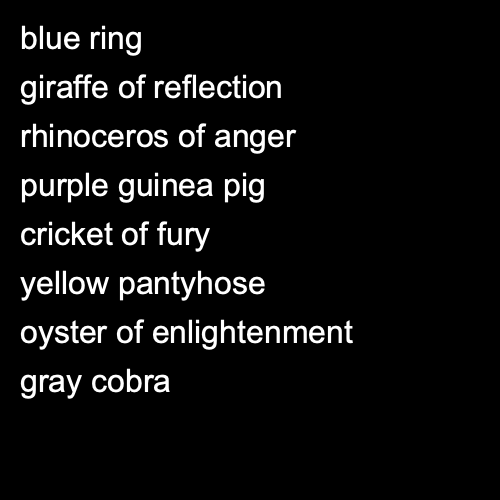 blue ring
giraffe of reflection
rhinoceros of anger
purple guinea pig
cricket of fury
yellow pantyhose
oyster of enlightenment
gray cobra